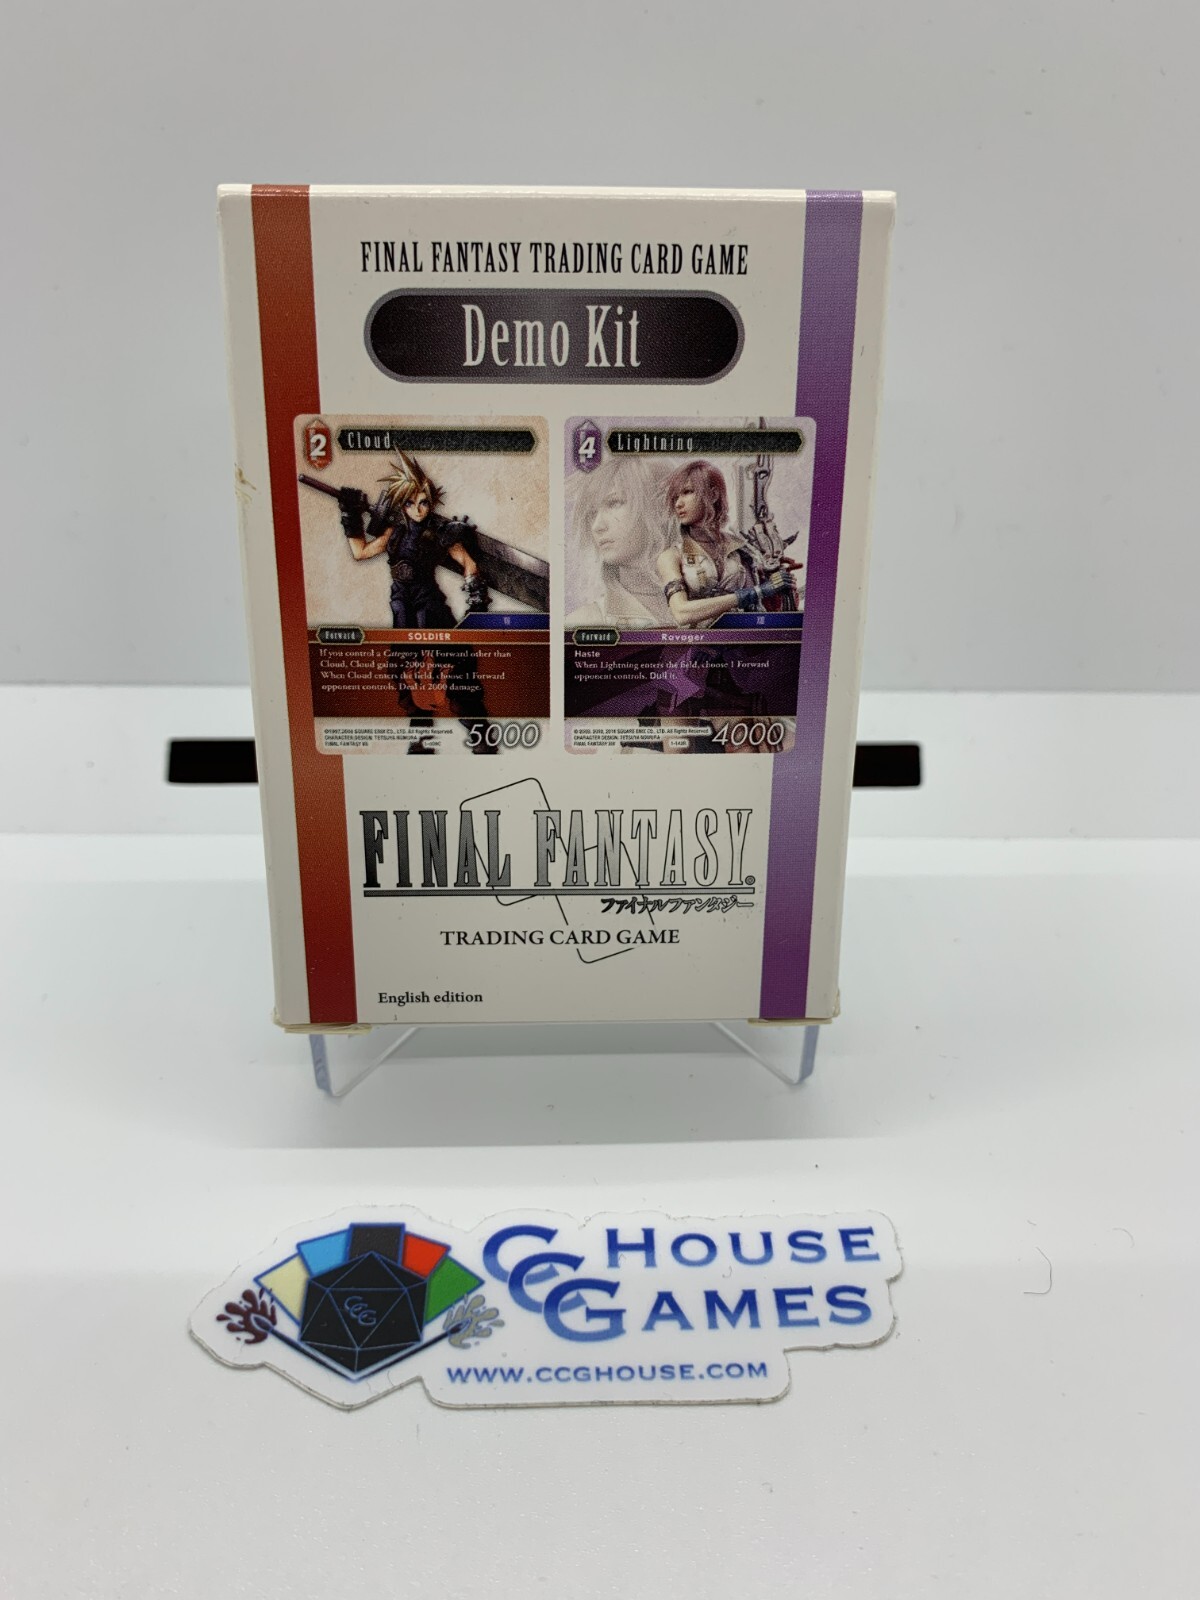 FINAL FANTASY TRADING CARD GAME
Demo Kit
2
Cloud
VII
Forward
SOLDIER
If you control a Category VII Forward other than
Cloud, Cloud gains +2000 power.
When Cloud enters the field, choose 1 Forward
opponent controls. Deal it 2000 damage.
5000
4
Lightning
XIII
Forward
Ravager
Haste
When Lightning enters the field, choose 1 Forward
opponent controls. Dull it.
4000
FINAL FANTASY®
ファイナルファンタジー
TRADING CARD GAME
English edition
CCG
CCG HOUSE
GAMES
WWW.CCGHOUSE.COM